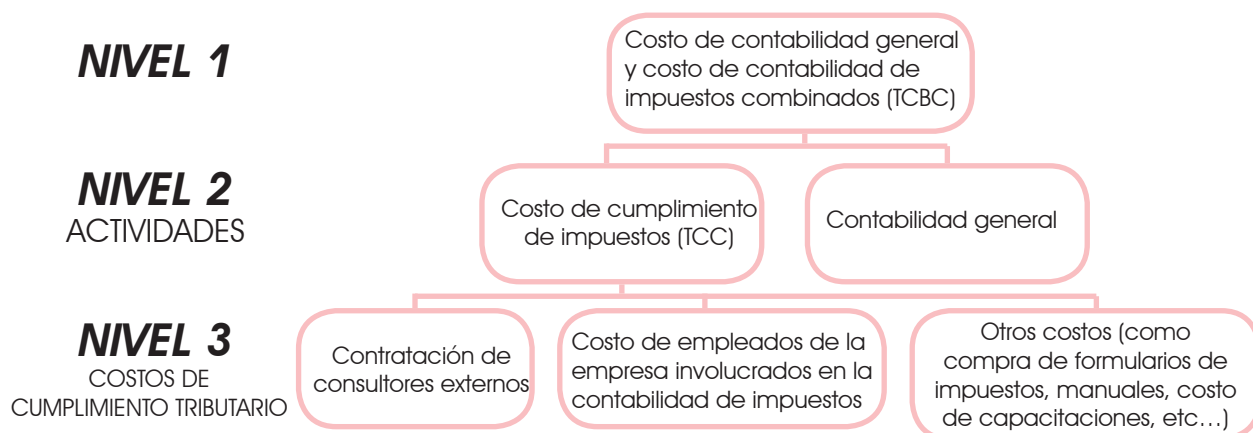 NIVEL 1
Costo de contabilidad general
y costo de contabilidad de
impuestos combinados (TCBC)
NIVEL 2
ACTIVIDADES
Costo de cumplimiento
de impuestos (TCC)
Contabilidad general
NIVEL 3
COSTOS DE
CUMPLIMIENTO TRIBUTARIO
Contratación de
consultores externos
Costo de empleados de la
empresa involucrados en la
contabilidad de impuestos
Otros costos (como
compra de formularios de
impuestos, manuales, costo
de capacitaciones, etc…)